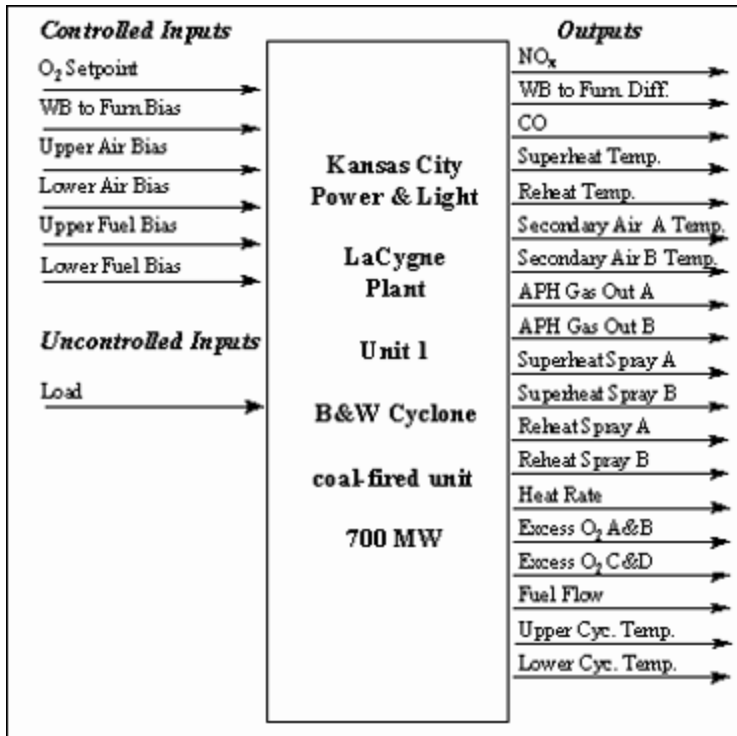 Controlled Inputs
O₂ Setpoint
WB to Furn Bias
Upper Air Bias
Lower Air Bias
Upper Fuel Bias
Lower Fuel Bias
Uncontrolled Inputs
Load
Kansas City
Power & Light
LaCygne
Plant
Unit 1
B&W Cyclone
coal-fired unit
700 MW
Outputs
NOₓ
WB to Furn. Diff.
CO
Superheat Temp.
Reheat Temp.
Secondary Air A Temp.
Secondary Air B Temp.
APH Gas Out A
APH Gas Out B
Superheat Spray A
Superheat Spray B
Reheat Spray A
Reheat Spray B
Heat Rate
Excess O₂ A&B
Excess O₂ C&D
Fuel Flow
Upper Cyc. Temp.
Lower Cyc. Temp.